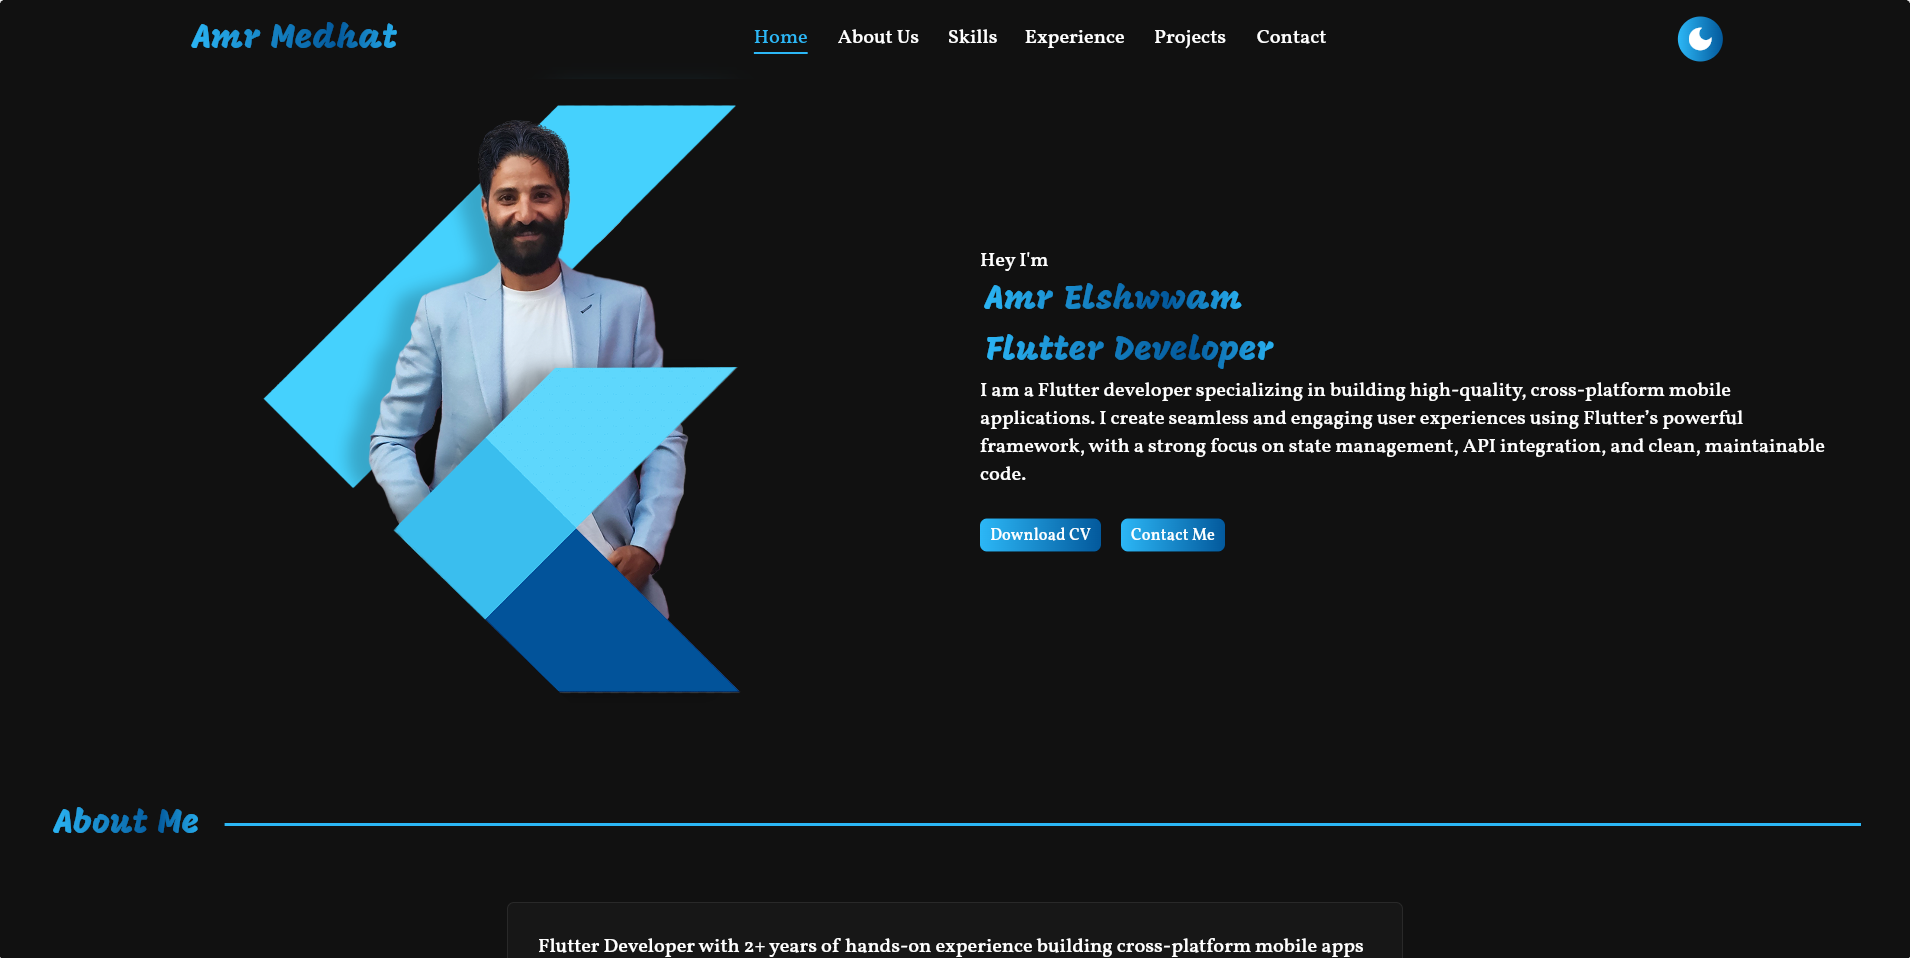 Amr Medhat
Home
About Us
Skills
Experience
Projects
Contact
Hey I'm
Amr Elshwwam
Flutter Developer
I am a Flutter developer specializing in building high-quality, cross-platform mobile
applications. I create seamless and engaging user experiences using Flutter’s powerful
framework, with a strong focus on state management, API integration, and clean, maintainable
code.
Download CV
Contact Me
About Me
Flutter Developer with 2+ years of hands-on experience building cross-platform mobile apps